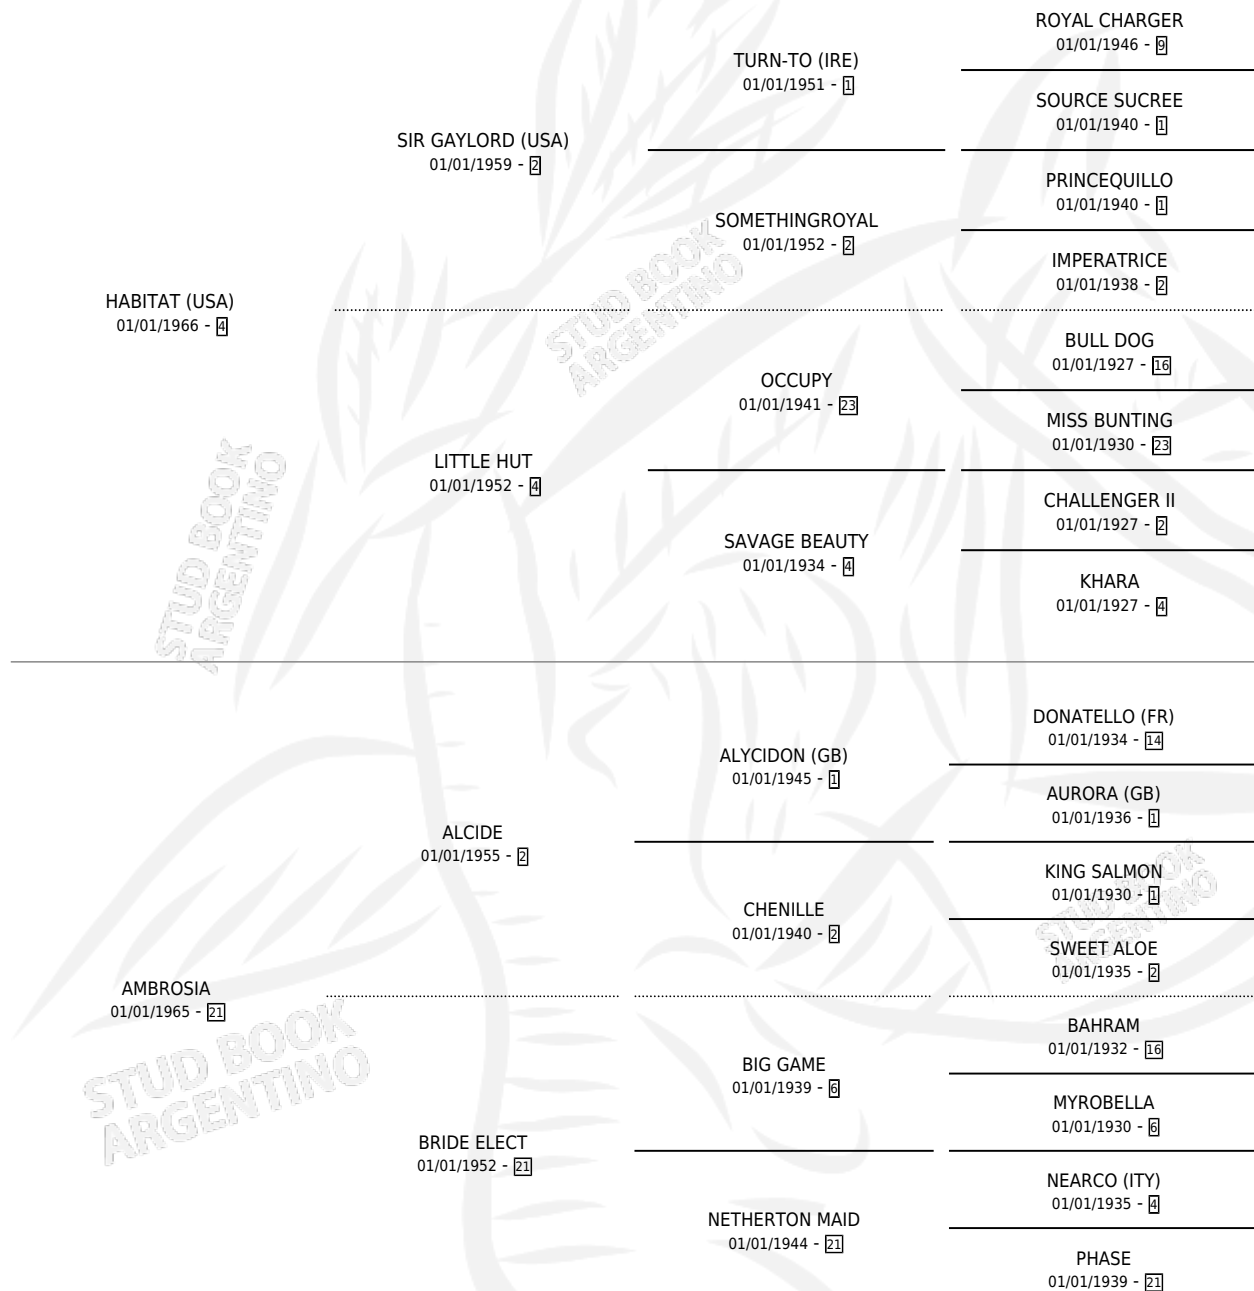 ROYAL CHARGER
01/01/1946 - 9
TURN-TO (IRE)
01/01/1951 - 1
SOURCE SUCREE
01/01/1940 - 1
SIR GAYLORD (USA)
01/01/1959 - 2
PRINCEQUILLO
01/01/1940 - 1
SOMETHINGROYAL
01/01/1952 - 2
IMPERATRICE
01/01/1938 - 2
HABITAT (USA)
01/01/1966 - 4
BULL DOG
01/01/1927 - 16
OCCUPY
01/01/1941 - 23
MISS BUNTING
01/01/1930 - 23
LITTLE HUT
01/01/1952 - 4
CHALLENGER II
01/01/1927 - 2
SAVAGE BEAUTY
01/01/1934 - 4
KHARA
01/01/1927 - 4
DONATELLO (FR)
01/01/1934 - 14
ALYCIDON (GB)
01/01/1945 - 1
AURORA (GB)
01/01/1936 - 1
ALCIDE
01/01/1955 - 2
KING SALMON
01/01/1930 - 1
CHENILLE
01/01/1940 - 2
SWEET ALOE
01/01/1935 - 2
AMBROSIA
01/01/1965 - 21
BAHRAM
01/01/1932 - 16
BIG GAME
01/01/1939 - 6
MYROBELLA
01/01/1930 - 6
BRIDE ELECT
01/01/1952 - 21
NEARCO (ITY)
01/01/1935 - 4
NETHERTON MAID
01/01/1944 - 21
PHASE
01/01/1939 - 21
STUD BOOK
ARGENTINO
STUD BOOK
ARGENTINO
STUD BOOK
ARGENTINO
STUD BOOK
ARGENTINO